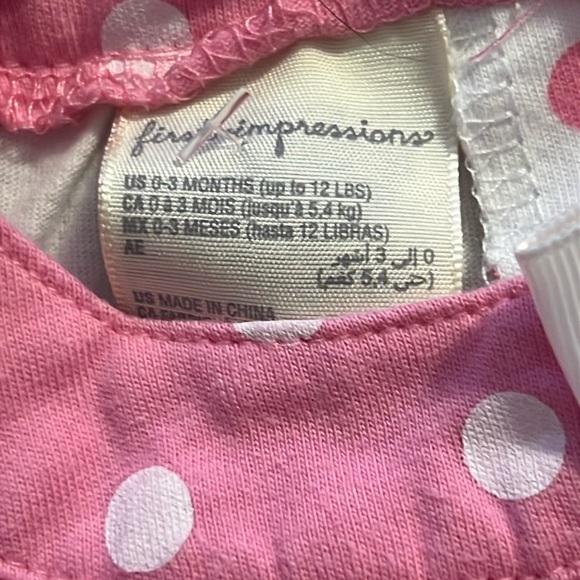 first impressions
US 0-3 MONTHS (up to 12 LBS)
CA 0 à 3 MOIS (jusqu'à 5,4 kg)
MX 0-3 MESES (hasta 12 LIBRAS)
AE
0 إلى 3 أشهر
(حتى 5.4 كغم)
US MADE IN CHINA
CA